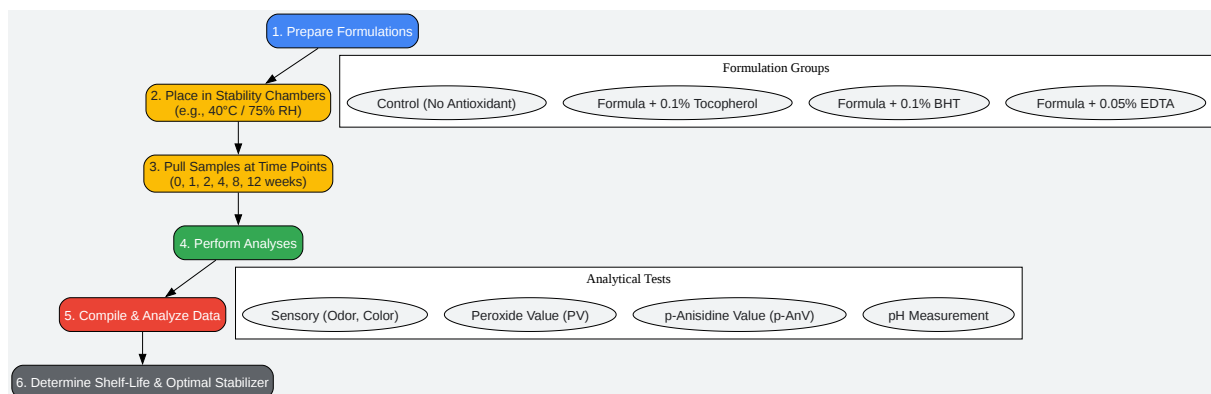 1. Prepare Formulations
Formulation Groups
2. Place in Stability Chambers
(e.g., 40°C / 75% RH)
Control (No Antioxidant)
Formula + 0.1% Tocopherol
Formula + 0.1% BHT
Formula + 0.05% EDTA
3. Pull Samples at Time Points
(0, 1, 2, 4, 8, 12 weeks)
4. Perform Analyses
Analytical Tests
5. Compile & Analyze Data
Sensory (Odor, Color)
Peroxide Value (PV)
p-Anisidine Value (p-AnV)
pH Measurement
6. Determine Shelf-Life & Optimal Stabilizer